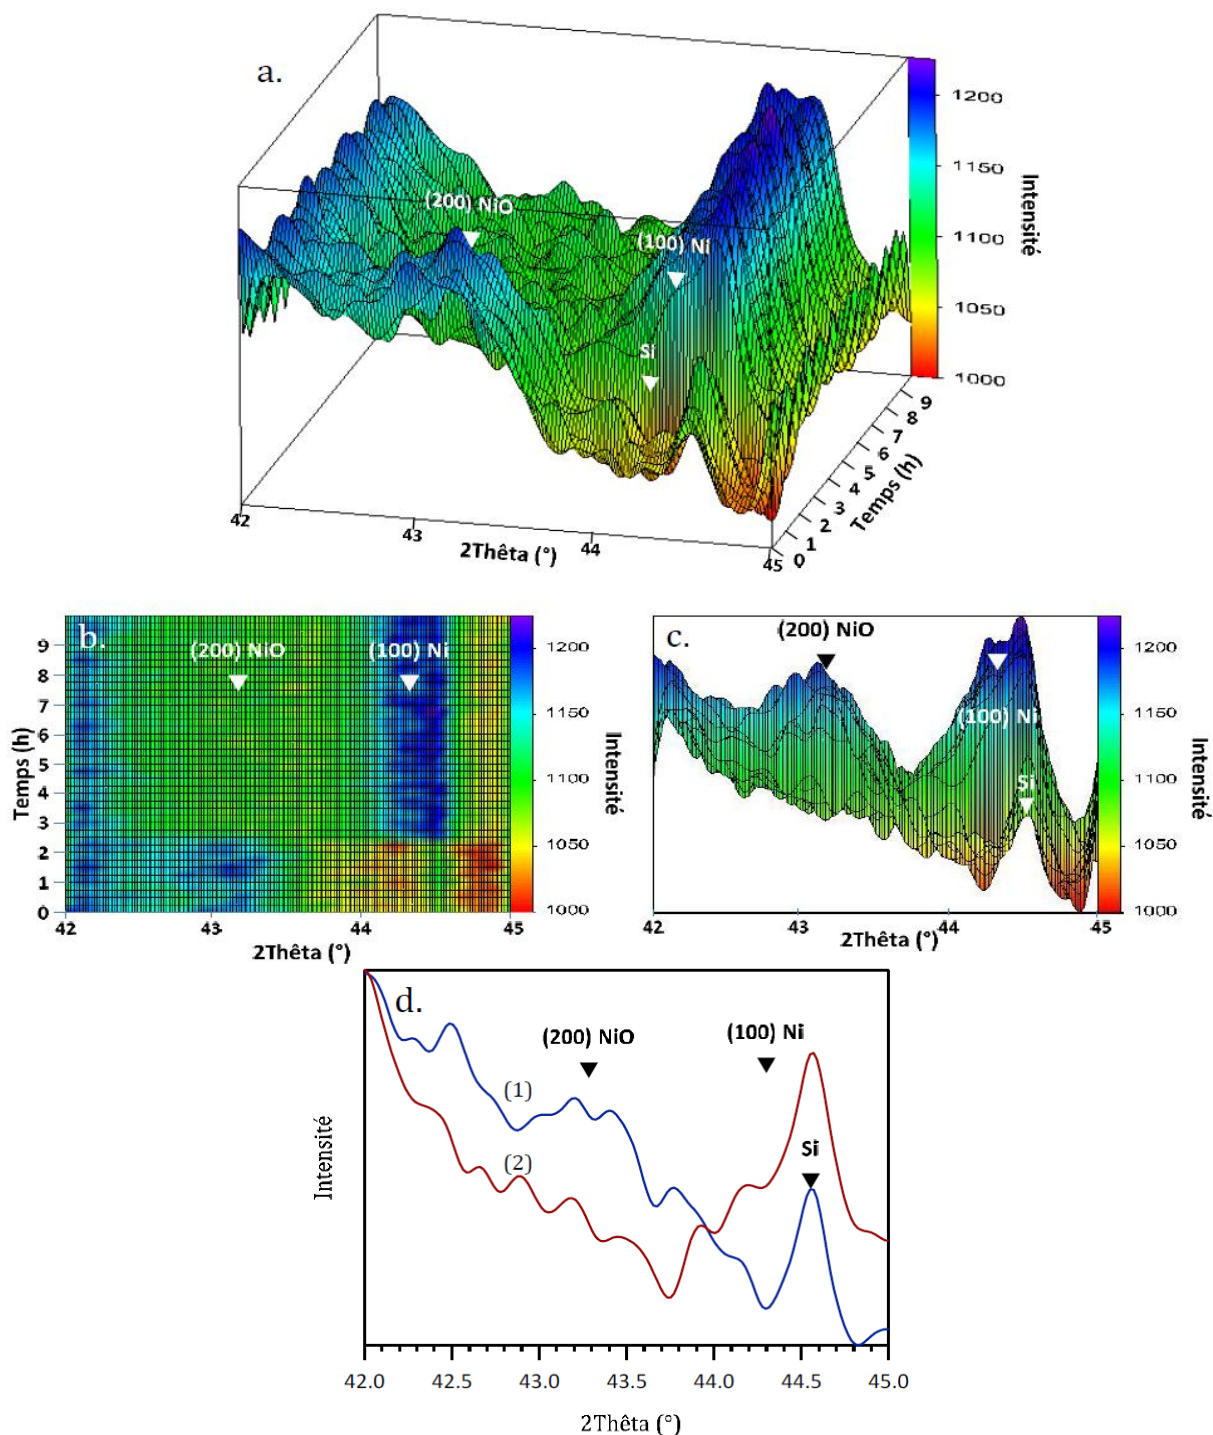 a.
(200) NiO
(100) Ni
Si
1200
1150
1100
1050
1000
Intensité
9
8
7
6
5
4
3
2
1
0
Temps (h)
42
43
44
45
2Thêta (°)
b.
(200) NiO
(100) Ni
9
8
7
6
5
4
3
2
1
0
Temps (h)
42
43
44
45
2Thêta (°)
1200
1150
1100
1050
1000
Intensité
c.
(200) NiO
(100) Ni
Si
42
43
44
45
2Thêta (°)
1200
1150
1100
1050
1000
Intensité
d.
(200) NiO
(100) Ni
(1)
(2)
Si
Intensité
42.0 42.5 43.0 43.5 44.0 44.5 45.0
2Thêta (°)